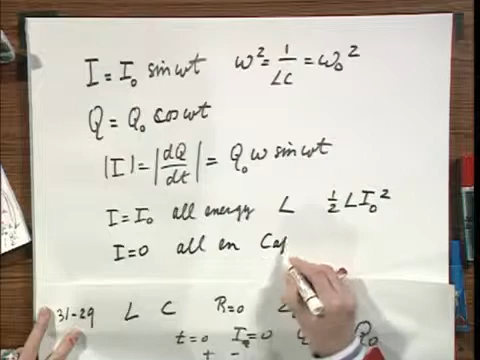 I = I₀ sin ωt    ω² = 1/LC = ω₀²
Q = Q₀ cos ωt
|I| = |dQ/dt| = Q₀ ω sin ωt
I = I₀  all energy  L  ½ L I₀²
I = 0  all en  Cap
31-29  L  C  R=0
t=0  I=0  Q₀
+ -